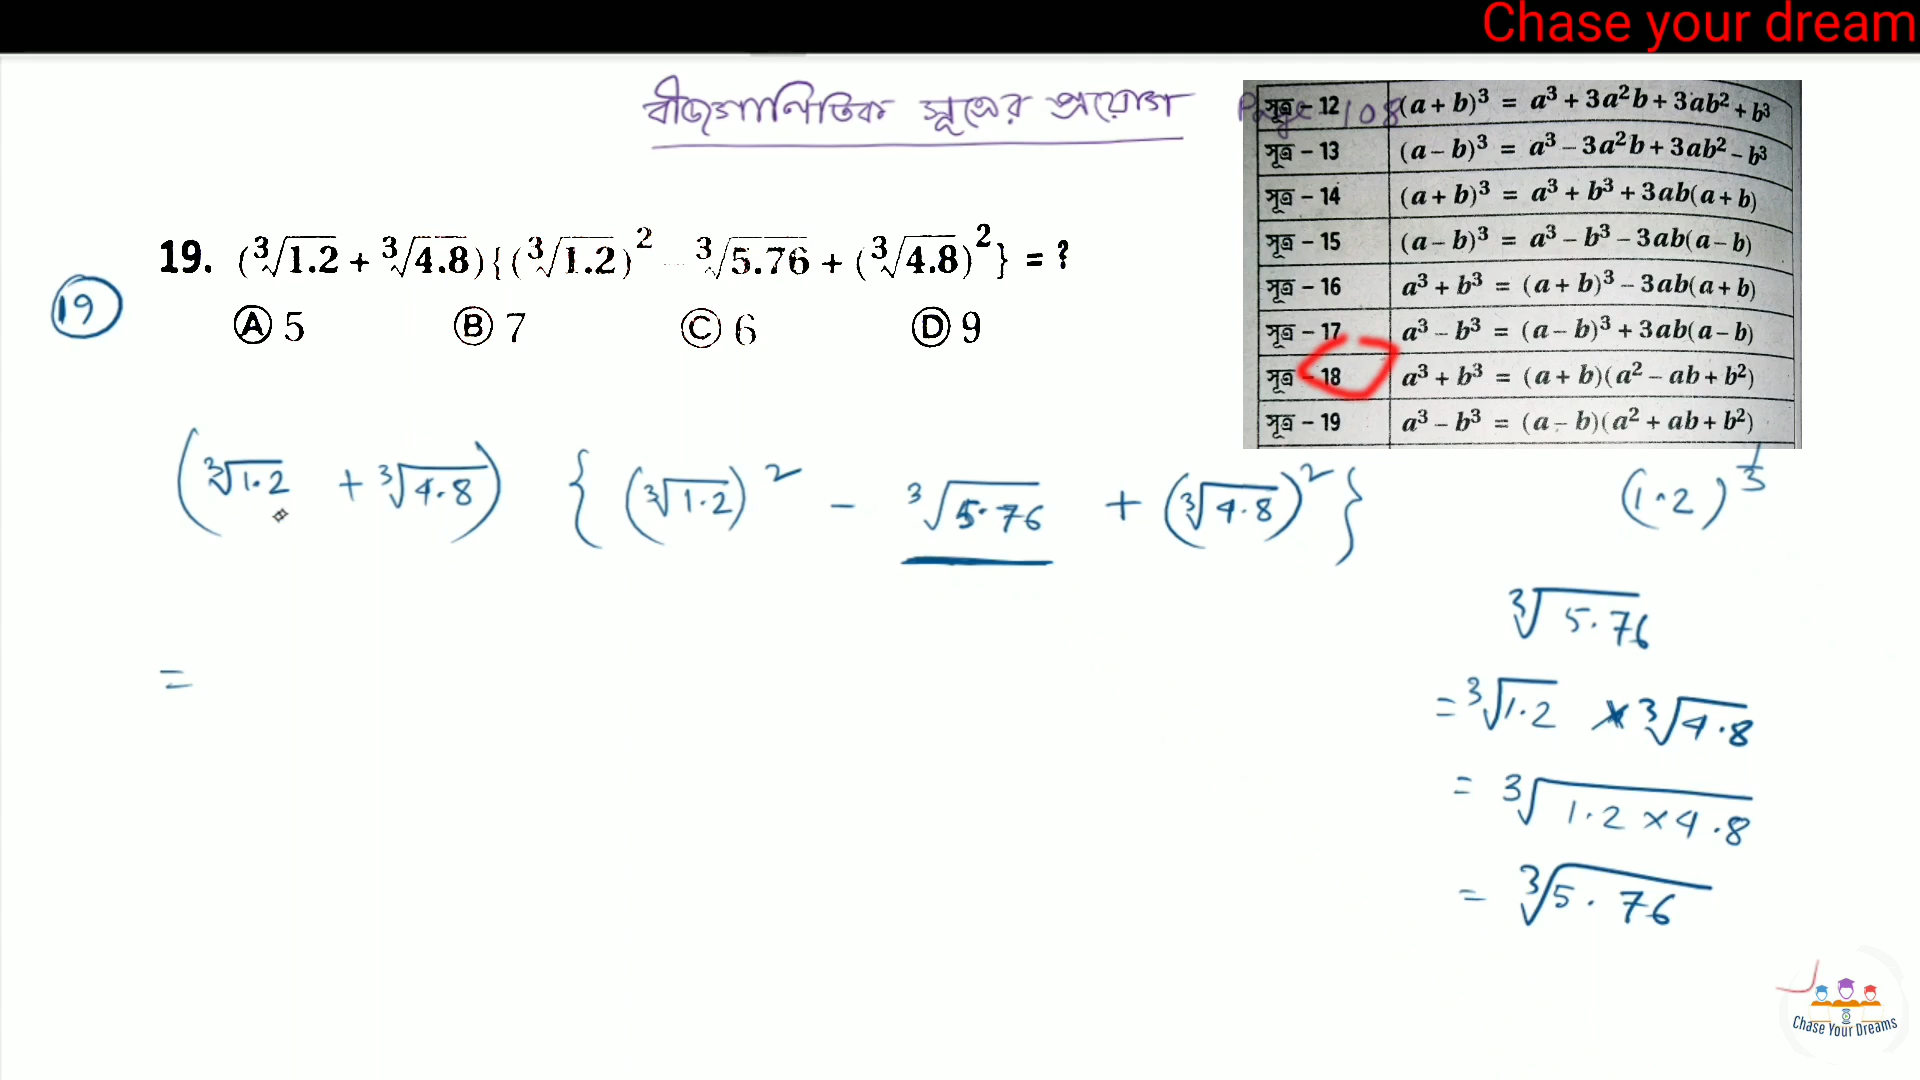 Chase your dream
বীজগাণিতিক সূত্রের প্রয়োগ Page 108
সূত্র - 12 (a + b)³ = a³ + 3a²b + 3ab² + b³
সূত্র - 13 (a - b)³ = a³ - 3a²b + 3ab² - b³
সূত্র - 14 (a + b)³ = a³ + b³ + 3ab(a + b)
সূত্র - 15 (a - b)³ = a³ - b³ - 3ab(a - b)
সূত্র - 16 a³ + b³ = (a + b)³ - 3ab(a + b)
সূত্র - 17 a³ - b³ = (a - b)³ + 3ab(a - b)
সূত্র - 18 a³ + b³ = (a + b)(a² - ab + b²)
সূত্র - 19 a³ - b³ = (a - b)(a² + ab + b²)
19. (∛1.2 + ∛4.8){(∛1.2)² - ∛5.76 + (∛4.8)²} = ?
19
Ⓐ 5 Ⓑ 7 Ⓒ 6 Ⓓ 9
(∛1.2 + ∛4.8) {(∛1.2)² - ∛5.76 + (∛4.8)²}
=
(1.2)^1/3
∛5.76
= ∛1.2 × ∛4.8
= ∛1.2 × 4.8
= ∛5.76
Chase Your Dreams